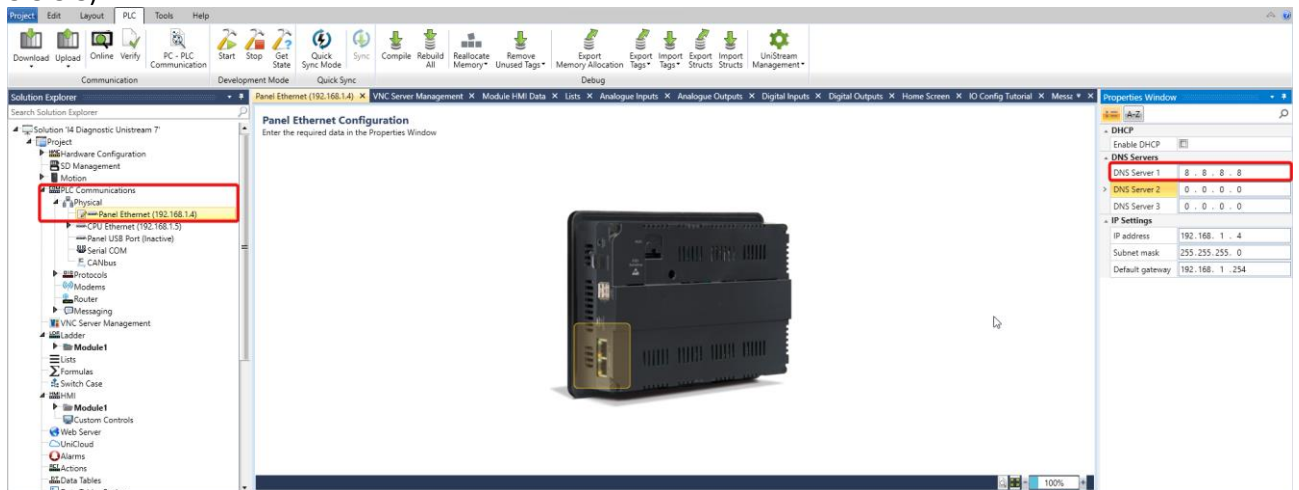 Project Edit Layout PLC Tools Help
Download Upload Online Verify PC - PLC Communication Start Stop Get State Quick Sync Mode Sync Compile Rebuild All Reallocate Memory Remove Unused Tags Export Memory Allocation Export Tags Import Tags Export Structs Import Structs UniStream Management
Communication Development Mode Quick Sync Debug
Solution Explorer
Search Solution Explorer
Solution 'I4 Diagnostic Unistream 7'
Project
Hardware Configuration
SD Management
Motion
PLC Communications
Physical
Panel Ethernet (192.168.1.4)
CPU Ethernet (192.168.1.5)
Panel USB Port (Inactive)
Serial COM
CANbus
Protocols
Modems
Router
Messaging
VNC Server Management
Ladder
Module1
Lists
Formulas
Switch Case
HMI
Module1
Custom Controls
Web Server
UniCloud
Alarms
Actions
Data Tables
Panel Ethernet (192.168.1.4) VNC Server Management Module HMI Data Lists Analogue Inputs Analogue Outputs Digital Inputs Digital Outputs Home Screen IO Config Tutorial Messa
Panel Ethernet Configuration
Enter the required data in the Properties Window
100%
Properties Window
A-Z
DHCP
Enable DHCP
DNS Servers
DNS Server 1 8 . 8 . 8 . 8
DNS Server 2 0 . 0 . 0 . 0
DNS Server 3 0 . 0 . 0 . 0
IP Settings
IP address 192.168. 1 . 4
Subnet mask 255.255.255. 0
Default gateway 192.168. 1 .254